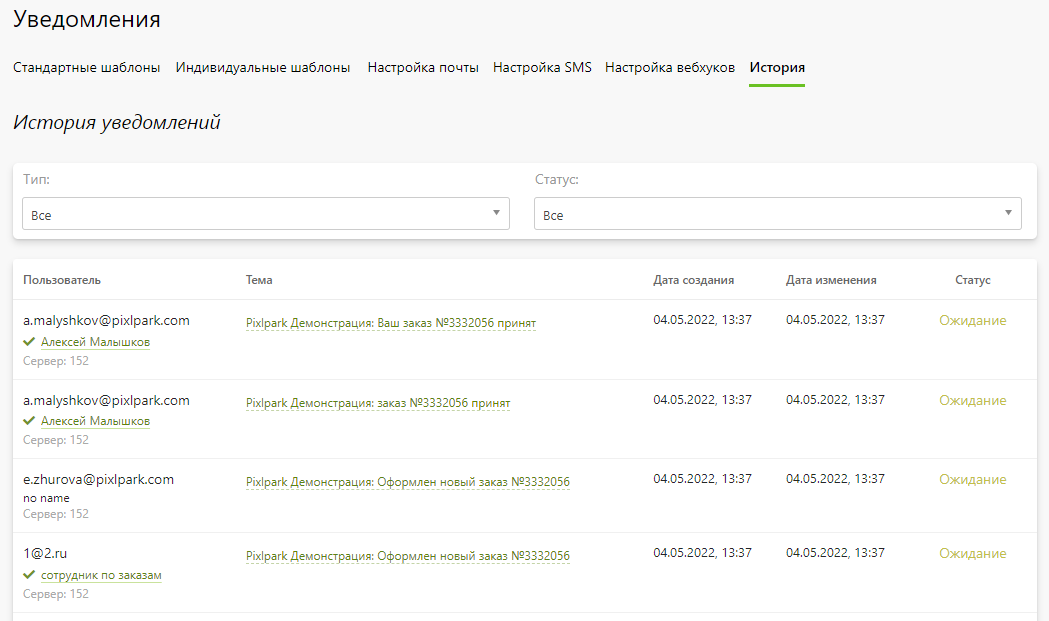 Уведомления
Стандартные шаблоны Индивидуальные шаблоны Настройка почты Настройка SMS Настройка вебхуков История
История уведомлений
Тип: Статус:
Все Все
Пользователь Тема Дата создания Дата изменения Статус
a.malyshkov@pixlpark.com Pixlpark Демонстрация: Ваш заказ №3332056 принят 04.05.2022, 13:37 04.05.2022, 13:37 Ожидание
Алексей Малышков
Сервер: 152
a.malyshkov@pixlpark.com Pixlpark Демонстрация: заказ №3332056 принят 04.05.2022, 13:37 04.05.2022, 13:37 Ожидание
Алексей Малышков
Сервер: 152
e.zhurova@pixlpark.com Pixlpark Демонстрация: Оформлен новый заказ №3332056 04.05.2022, 13:37 04.05.2022, 13:37 Ожидание
no name
Сервер: 152
1@2.ru Pixlpark Демонстрация: Оформлен новый заказ №3332056 04.05.2022, 13:37 04.05.2022, 13:37 Ожидание
сотрудник по заказам
Сервер: 152